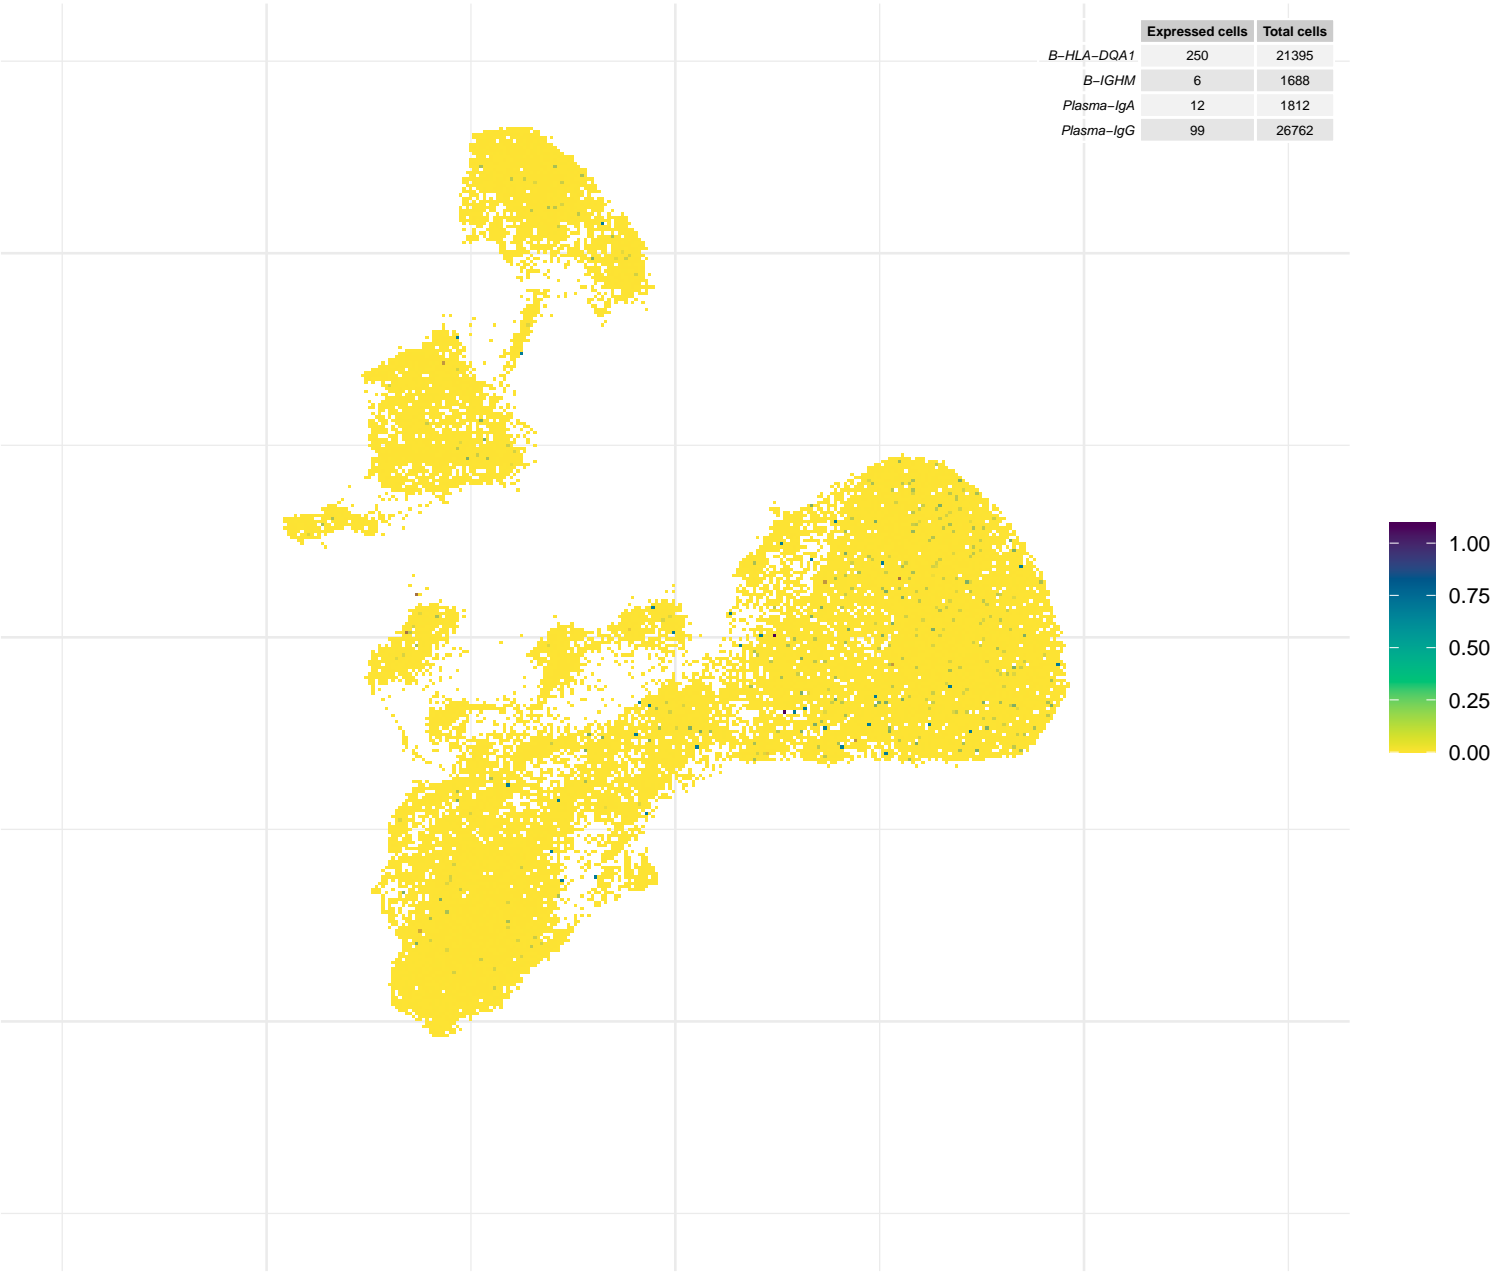 Expressed cells Total cells
B−HLA−DQA1 250 21395
B−IGHM 6 1688
Plasma−IgA 12 1812
Plasma−IgG 99 26762
1.00
0.75
0.50
0.25
0.00